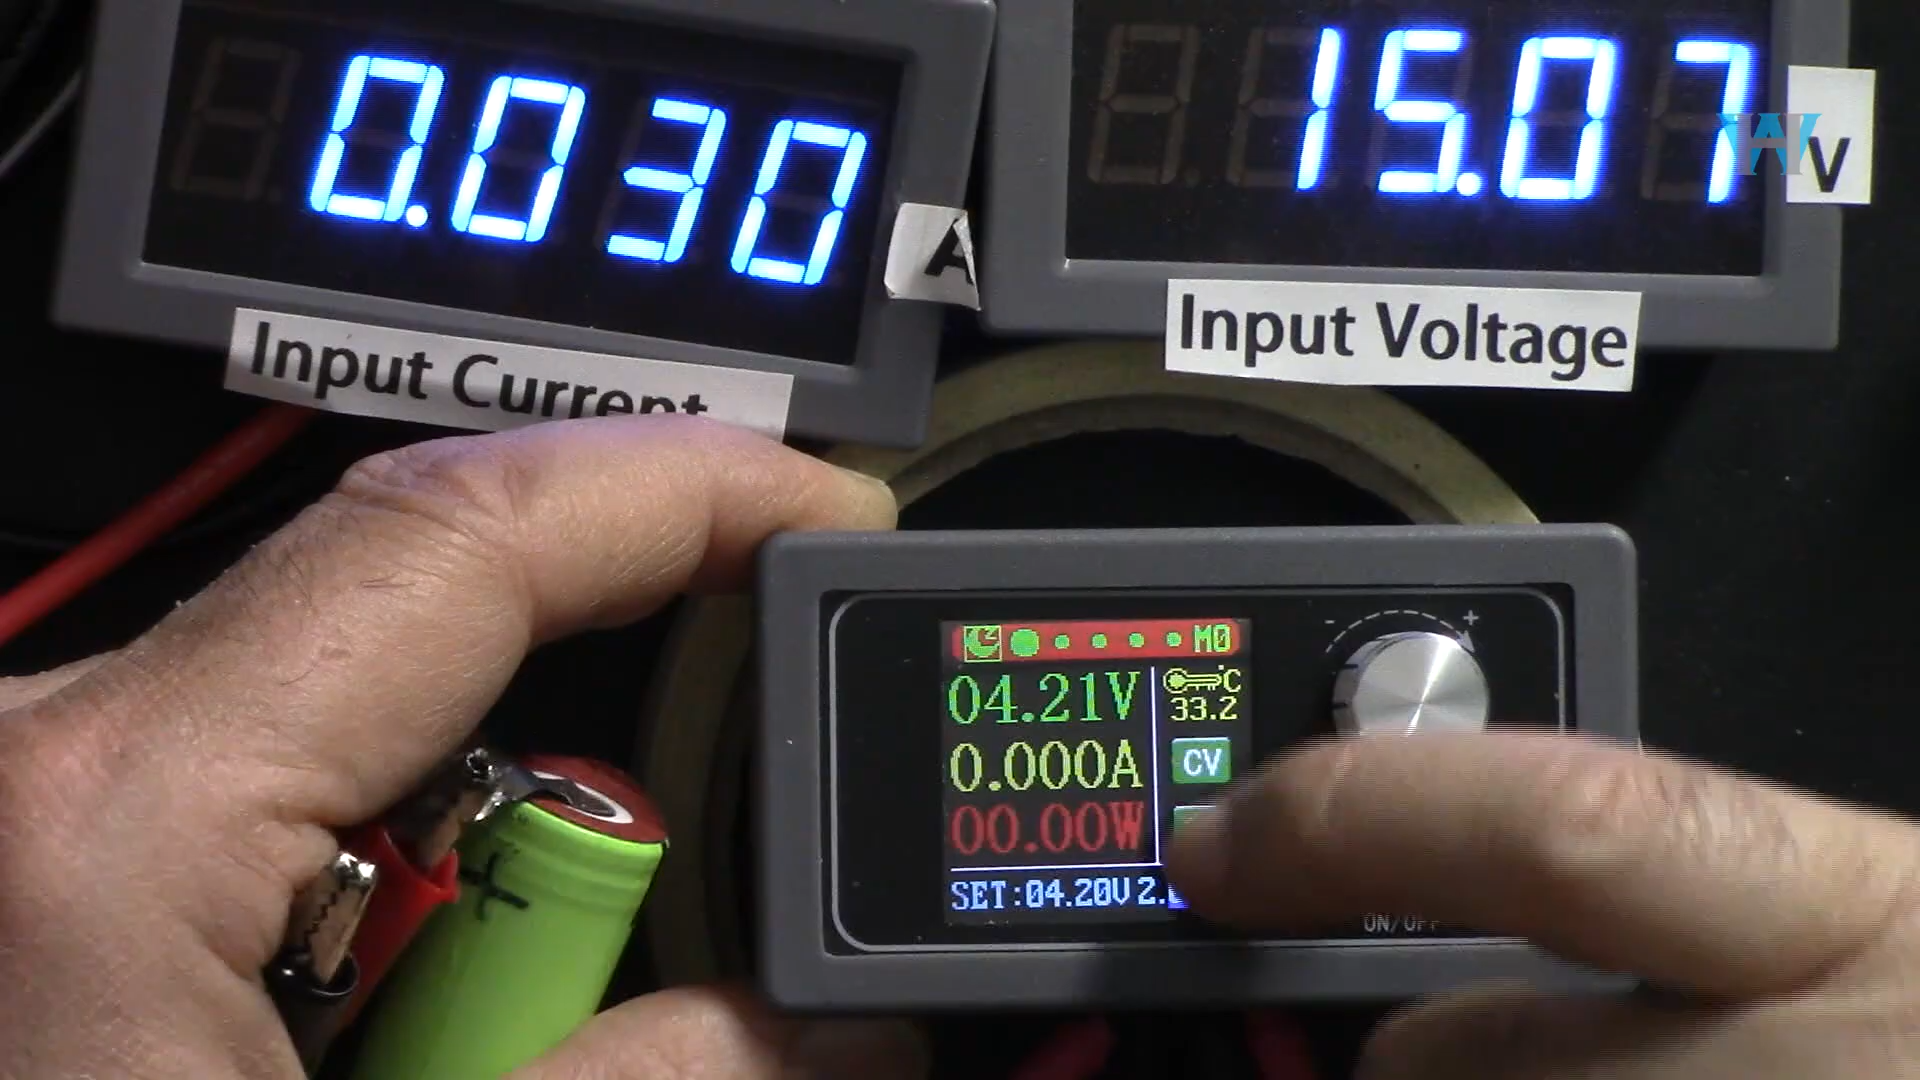 0.030
A
Input Current
15.07
V
Input Voltage
M0
04.21V
°C
33.2
0.000A
CV
00.00W
SET:04.20V 2.
- +
ON/OFF
+